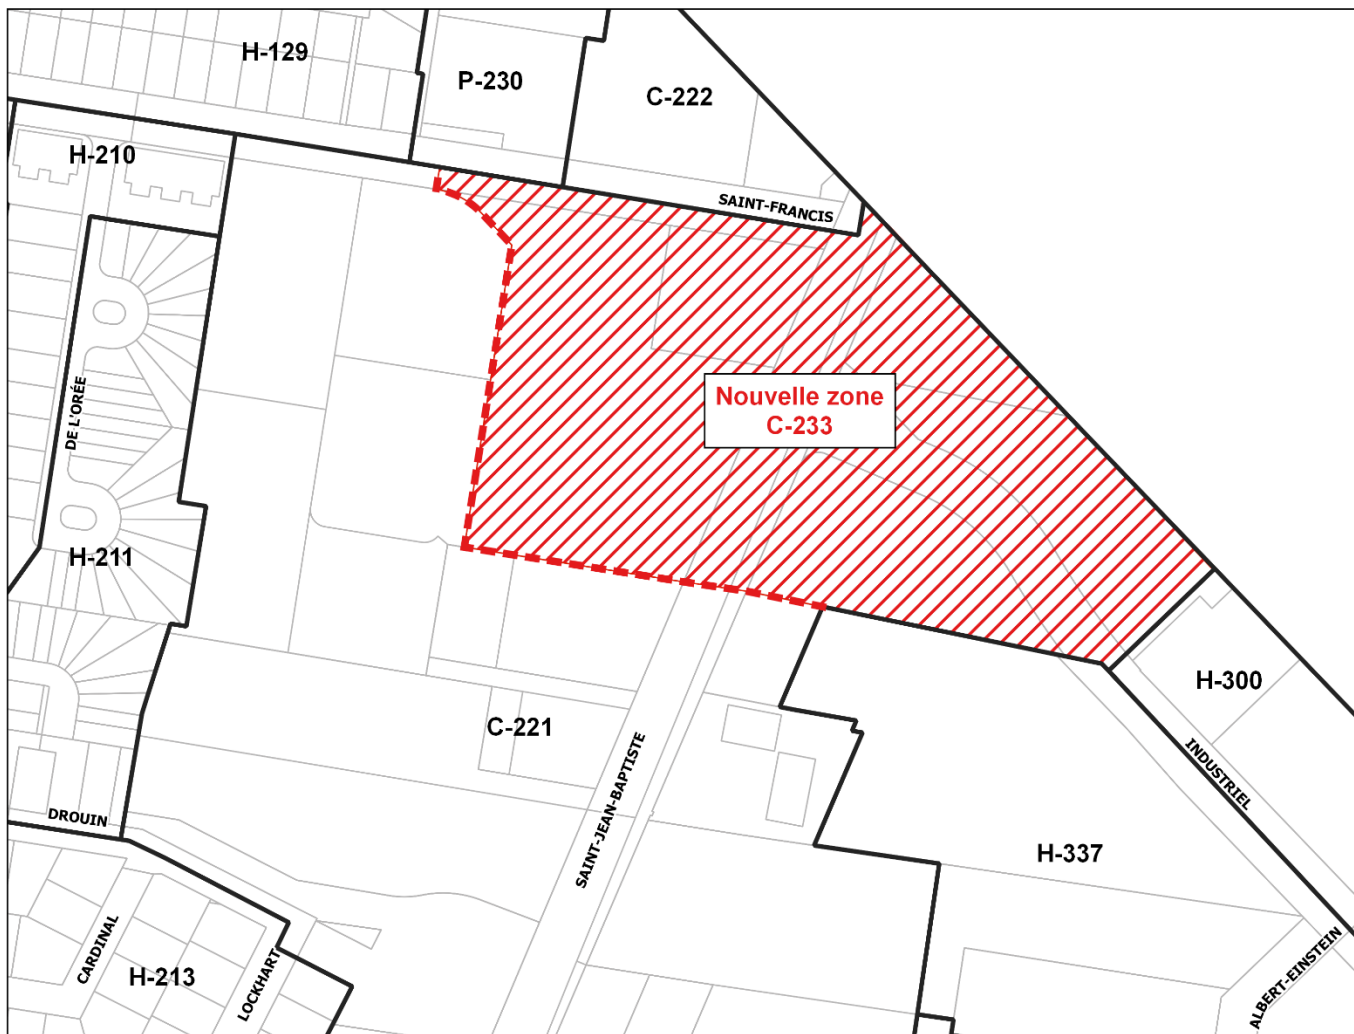 H-129
P-230
C-222
H-210
SAINT-FRANCIS
DE L'ORÉE
Nouvelle zone
C-233
H-211
H-300
C-221
INDUSTRIEL
SAINT-JEAN-BAPTISTE
DROUIN
H-337
CARDINAL
LOCKHART
H-213
ALBERT-EINSTEIN